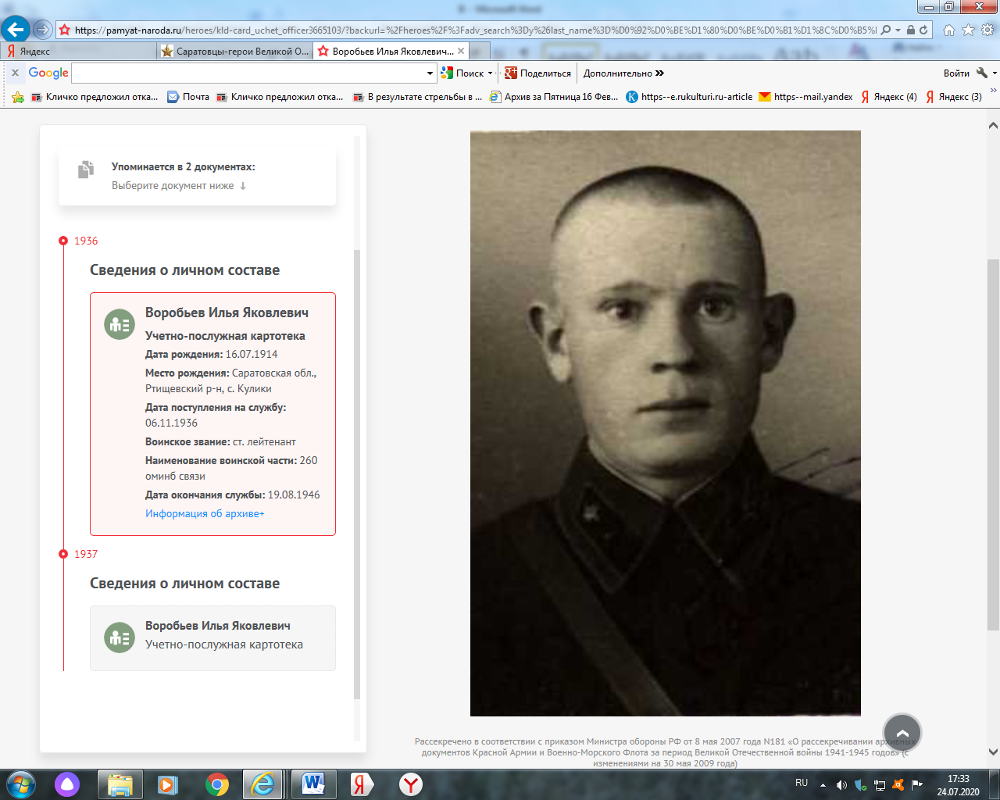 https://pamyat-naroda.ru/heroes/kld-card_uchet_officer3665103/?backurl=%2Fheroes%2F%3Fadv_search%3Dy%26last_name%3D%D0%92%D0%BE%D1%80%D0%BE%D0%B1%D1%8C%D0%B5%
Яндекс
Саратовцы-герои Великой О...
Воробьев Илья Яковлевич...
Google
Поиск
Поделиться
Дополнительно
Войти
Кличко предложил отка...
Почта
Кличко предложил отка...
В результате стрельбы в ...
Архив за Пятница 16 Фев...
https--e.rukulturi.ru-article
https--mail.yandex
Яндекс (4)
Яндекс (3)
Упоминается в 2 документах:
Выберите документ ниже ↓
1936
Сведения о личном составе
Воробьев Илья Яковлевич
Учетно-послужная картотека
Дата рождения: 16.07.1914
Место рождения: Саратовская обл.,
Ртищевский р-н, с. Кулики
Дата поступления на службу:
06.11.1936
Воинское звание: ст. лейтенант
Наименование воинской части: 260
оминб связи
Дата окончания службы: 19.08.1946
Информация об архиве+
1937
Сведения о личном составе
Воробьев Илья Яковлевич
Учетно-послужная картотека
Рассекречено в соответствии с приказом Министра обороны РФ от 8 мая 2007 года N181 «О рассекречивании архивных
документов Красной Армии и Военно-Морского Флота за период Великой Отечественной войны 1941-1945 годов» (с
изменениями на 30 мая 2009 года)
RU
17:33
24.07.2020